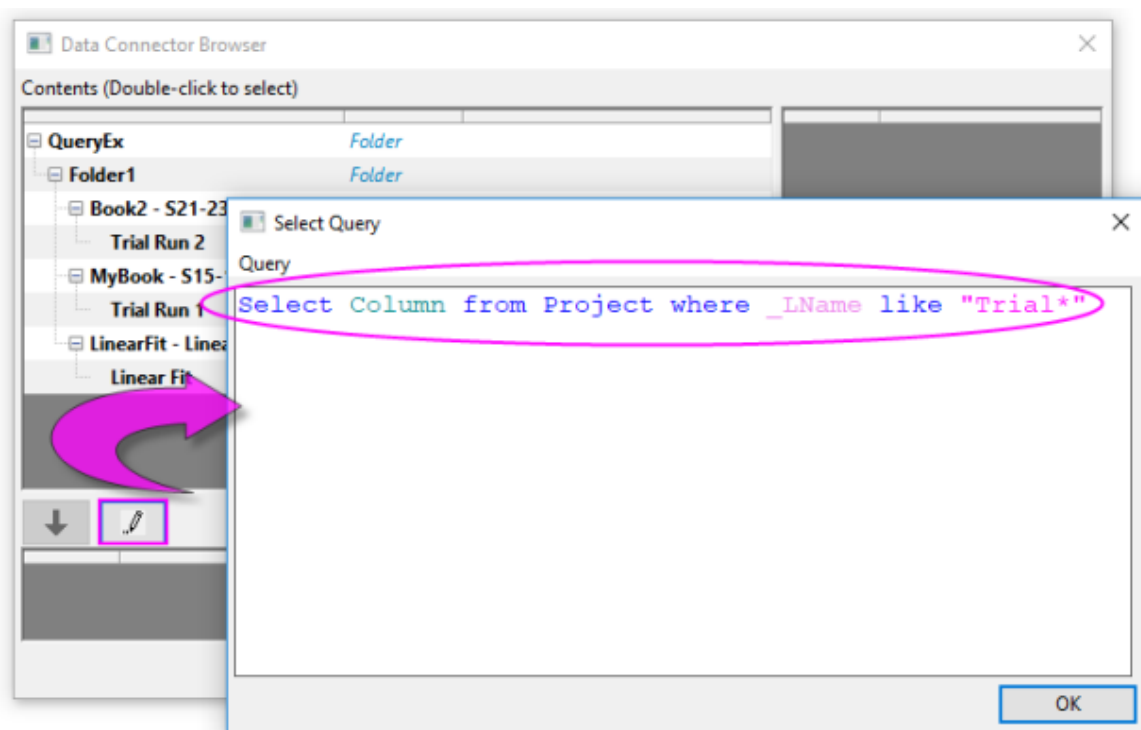 Data Connector Browser
Contents (Double-click to select)
QueryEx Folder
Folder1 Folder
Book2 - S21-23
Trial Run 2
MyBook - S15-
Trial Run 1
LinearFit - Linea
Linear Fit
Select Query
Query
Select Column from Project where _LName like "Trial*"
OK